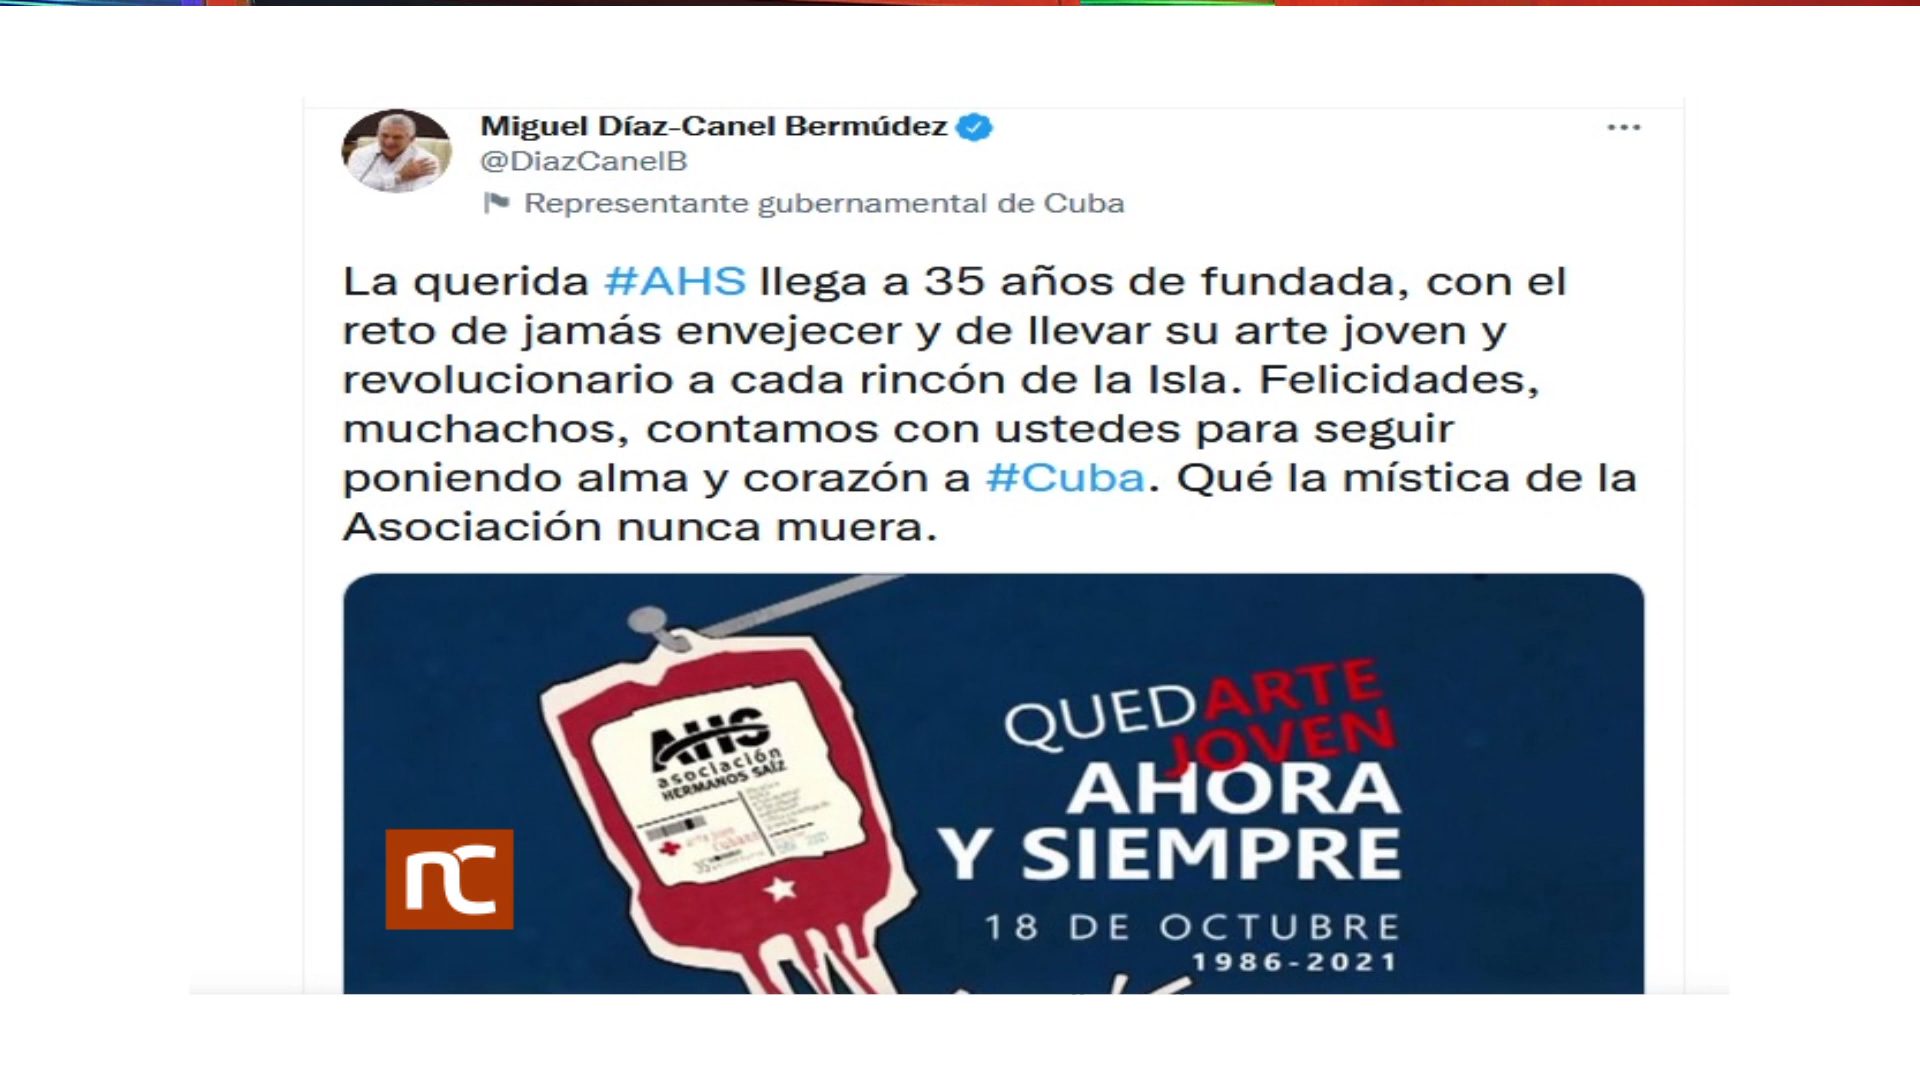 Miguel Díaz-Canel Bermúdez
@DiazCanelB
Representante gubernamental de Cuba
La querida #AHS llega a 35 años de fundada, con el
reto de jamás envejecer y de llevar su arte joven y
revolucionario a cada rincón de la Isla. Felicidades,
muchachos, contamos con ustedes para seguir
poniendo alma y corazón a #Cuba. Qué la mística de la
Asociación nunca muera.
AHS
asociación
HERMANOS SAÍZ
QUEDARTE
JOVEN
AHORA
Y SIEMPRE
18 DE OCTUBRE
1986-2021
nc